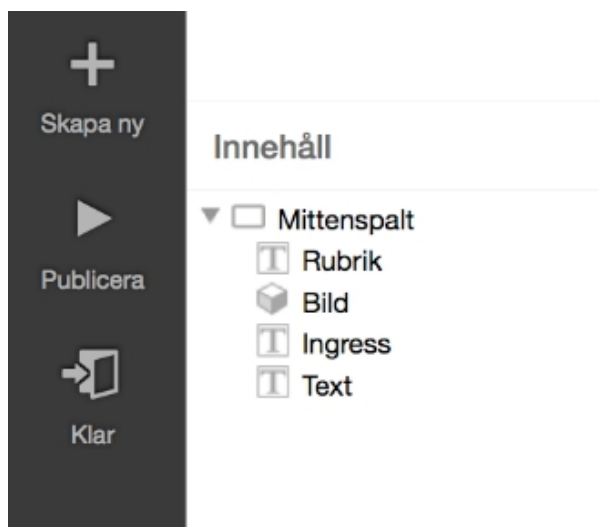 Skapa ny
Publicera
Klar
Innehåll
Mittenspalt
Rubrik
Bild
Ingress
Text